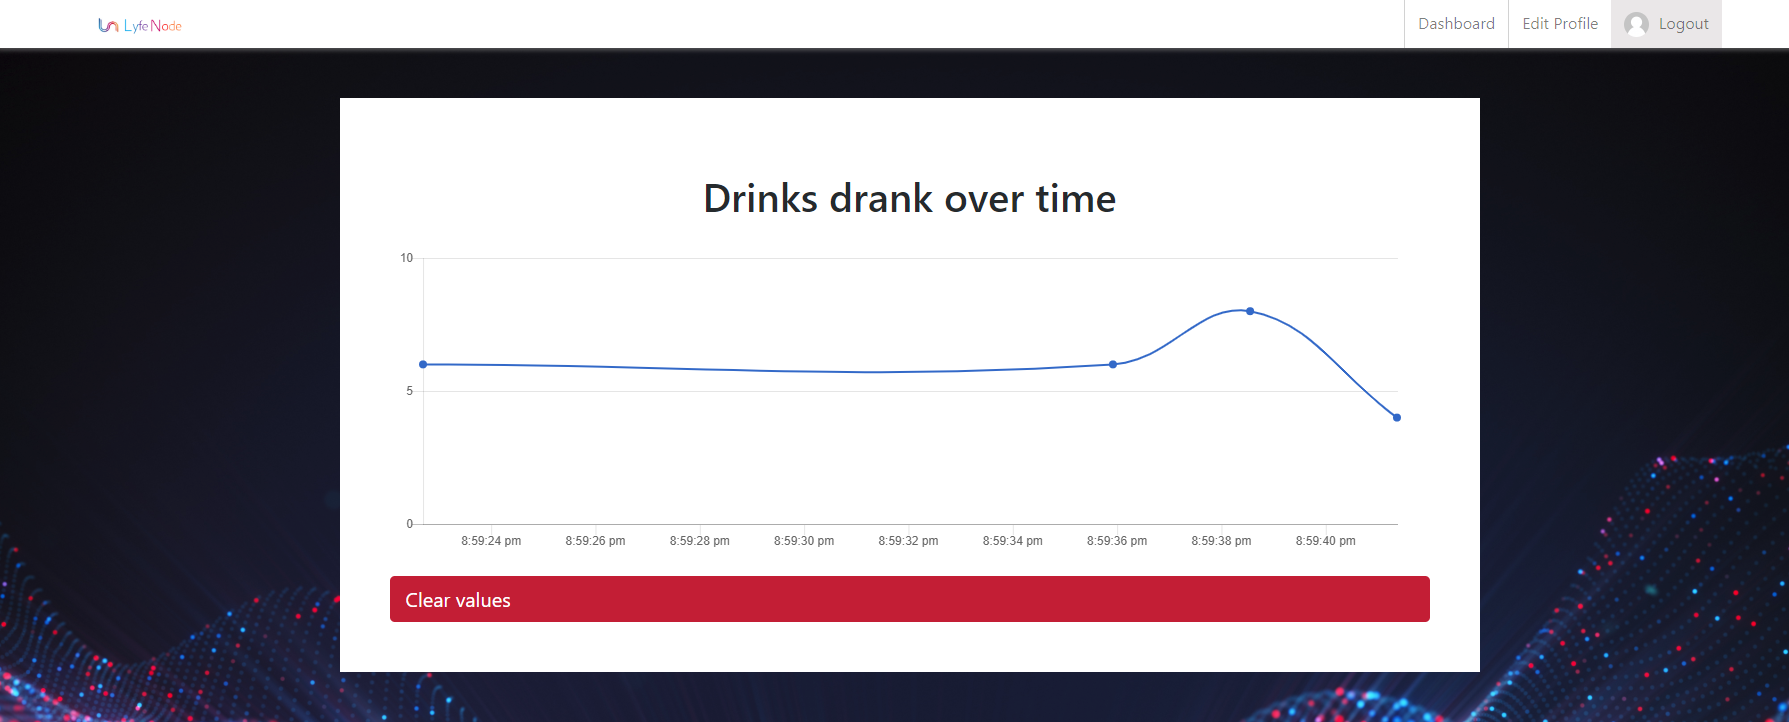 Lyfe Node
Dashboard
Edit Profile
Logout
Drinks drank over time
10
5
0
8:59:24 pm
8:59:26 pm
8:59:28 pm
8:59:30 pm
8:59:32 pm
8:59:34 pm
8:59:36 pm
8:59:38 pm
8:59:40 pm
Clear values